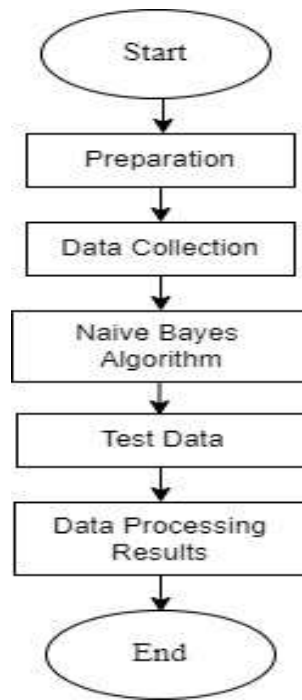 Start
Preparation
Data Collection
Naive Bayes
Algorithm
Test Data
Data Processing
Results
End